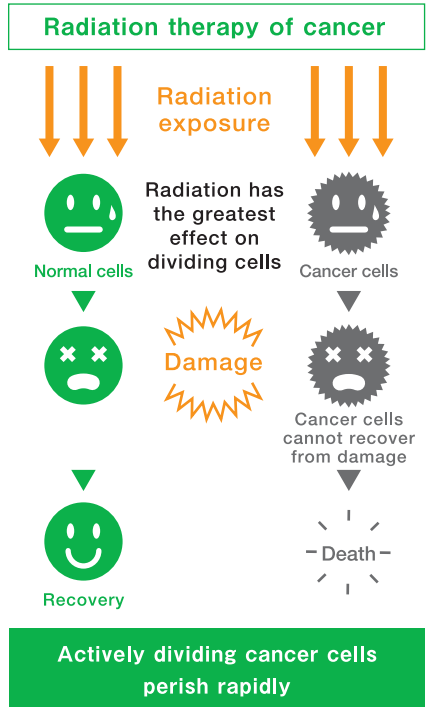 Radiation therapy of cancer
Radiation
exposure
Radiation has
the greatest
effect on
dividing cells
Normal cells
Cancer cells
Damage
Cancer cells
cannot recover
from damage
Recovery
Death
Actively dividing cancer cells
perish rapidly